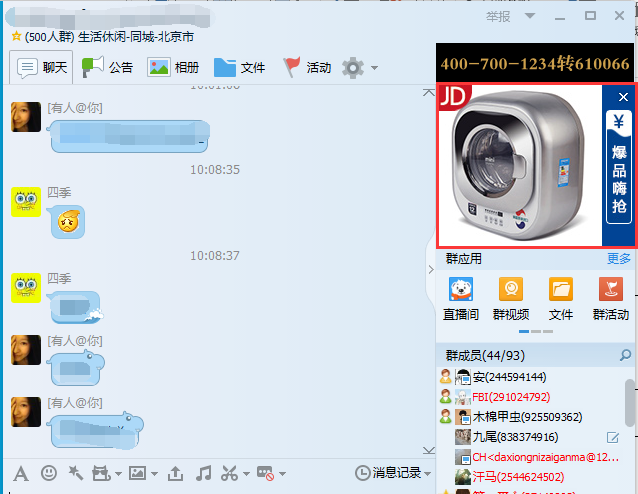 举报
(500人群) 生活休闲-同城-北京市
聊天
公告
相册
文件
活动
400-700-1234转610066
10:01:06
[有人@你]
10:08:35
四季
10:08:37
四季
[有人@你]
[有人@你]
JD
mini
¥
爆品嗨抢
群应用
更多
直播间
群视频
文件
群活动
群成员(44/93)
安(244594144)
FBI(291024792)
木棉甲虫(925509362)
九尾(838374916)
CH<daxiongnizaiganma@12...
汗马(2544624502)
消息记录